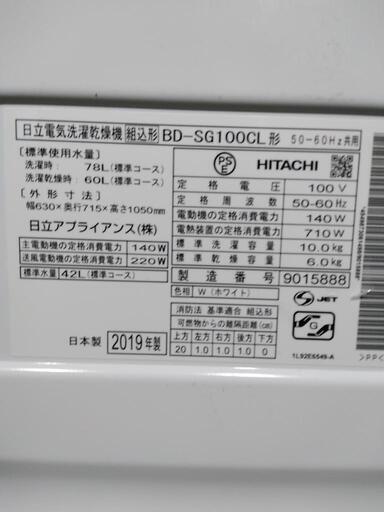 日立電気洗濯乾燥機 組込形 BD-SG100CL形 50-60Hz共用
〔標準使用水量〕
洗濯時:78L(標準コース)
洗乾時:60L(標準コース)
〔外形寸法〕
幅630×奥行715×高さ1050mm
日立アプライアンス(株)
主電動機の定格消費電力 140W
送風電動機の定格消費電力 220W
標準水量 42L(標準コース)
PS E
HITACHI
定格電圧 100V
定格周波数 50-60Hz
電動機の定格消費電力 140W
電熱装置の定格消費電力 710W
標準洗濯容量 10.0kg
標準乾燥容量 6.0kg
製造番号 9015888
色相 W(ホワイト)
消防法 基準適合 組込形
可燃物からの離隔距離(cm)
上方 左方 右方 前方 後方 下方
20 1.0 1.0 0 1.0 0
S JET
G
1L92E6549-A
日本製 2019年製
>PP<